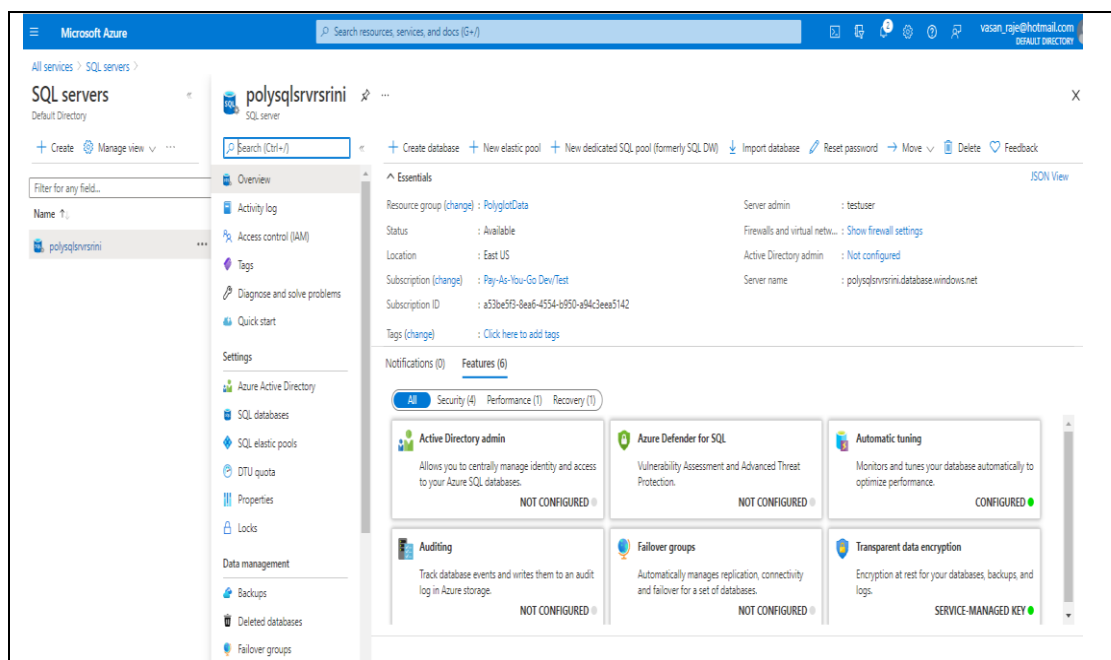 Microsoft Azure
Search resources, services, and docs (G+/)
2
vasan_raje@hotmail.com
DEFAULT DIRECTORY
All services > SQL servers >
SQL servers
Default Directory
+ Create Manage view ...
Filter for any field...
Name ↑
polysqlsrvrsrini ...
polysqlsrvrsrini ...
SQL server
Search (Ctrl+/)
Overview
Activity log
Access control (IAM)
Tags
Diagnose and solve problems
Quick start
Settings
Azure Active Directory
SQL databases
SQL elastic pools
DTU quota
Properties
Locks
Data management
Backups
Deleted databases
Failover groups
+ Create database + New elastic pool + New dedicated SQL pool (formerly SQL DW) Import database Reset password Move Delete Feedback
Essentials
JSON View
Resource group (change) : PolyglotData
Status : Available
Location : East US
Subscription (change) : Pay-As-You-Go Dev/Test
Subscription ID : a53be5f3-8ea6-4554-b950-a94c3eea5142
Tags (change) : Click here to add tags
Server admin : testuser
Firewalls and virtual netw... : Show firewall settings
Active Directory admin : Not configured
Server name : polysqlsrvrsrini.database.windows.net
Notifications (0) Features (6)
All Security (4) Performance (1) Recovery (1)
Active Directory admin
Allows you to centrally manage identity and access
to your Azure SQL databases.
NOT CONFIGURED
Azure Defender for SQL
Vulnerability Assessment and Advanced Threat
Protection.
NOT CONFIGURED
Automatic tuning
Monitors and tunes your database automatically to
optimize performance.
CONFIGURED
Auditing
Track database events and writes them to an audit
log in Azure storage.
NOT CONFIGURED
Failover groups
Automatically manages replication, connectivity
and failover for a set of databases.
NOT CONFIGURED
Transparent data encryption
Encryption at rest for your databases, backups, and
logs.
SERVICE-MANAGED KEY